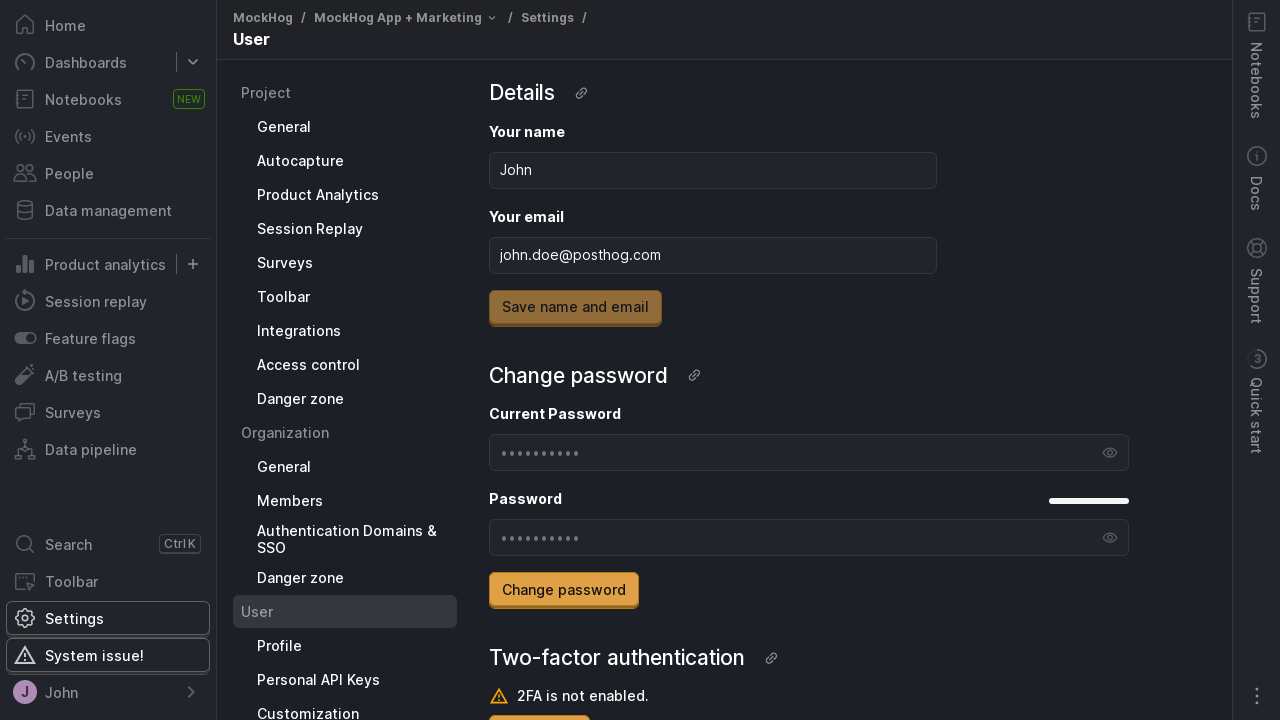 MockHog / MockHog App + Marketing / Settings /
User
Home
Dashboards
Notebooks NEW
Events
People
Data management
Product analytics
Session replay
Feature flags
A/B testing
Surveys
Data pipeline
Search Ctrl K
Toolbar
Settings
System issue!
J John
Project
General
Autocapture
Product Analytics
Session Replay
Surveys
Toolbar
Integrations
Access control
Danger zone
Organization
General
Members
Authentication Domains &
SSO
Danger zone
User
Profile
Personal API Keys
Customization
Details
Your name
John
Your email
john.doe@posthog.com
Save name and email
Change password
Current Password
••••••••••
Password
••••••••••
Change password
Two-factor authentication
2FA is not enabled.
Notebooks
Docs
Support
3
Quick start